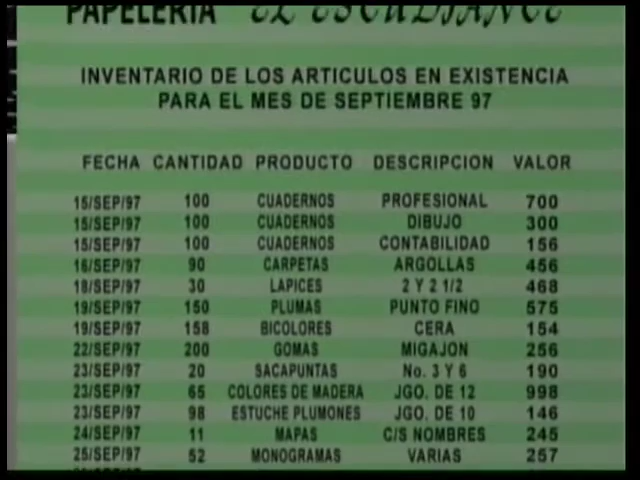 PAPELERIA EL ESCUDIANCE
INVENTARIO DE LOS ARTICULOS EN EXISTENCIA
PARA EL MES DE SEPTIEMBRE 97
FECHA CANTIDAD PRODUCTO DESCRIPCION VALOR
15/SEP/97 100 CUADERNOS PROFESIONAL 700
15/SEP/97 100 CUADERNOS DIBUJO 300
15/SEP/97 100 CUADERNOS CONTABILIDAD 156
16/SEP/97 90 CARPETAS ARGOLLAS 456
18/SEP/97 30 LAPICES 2 Y 2 1/2 468
19/SEP/97 150 PLUMAS PUNTO FINO 575
19/SEP/97 158 BICOLORES CERA 154
22/SEP/97 200 GOMAS MIGAJON 256
23/SEP/97 20 SACAPUNTAS No. 3 Y 6 190
23/SEP/97 65 COLORES DE MADERA JGO. DE 12 998
23/SEP/97 98 ESTUCHE PLUMONES JGO. DE 10 146
24/SEP/97 11 MAPAS C/S NOMBRES 245
25/SEP/97 52 MONOGRAMAS VARIAS 257